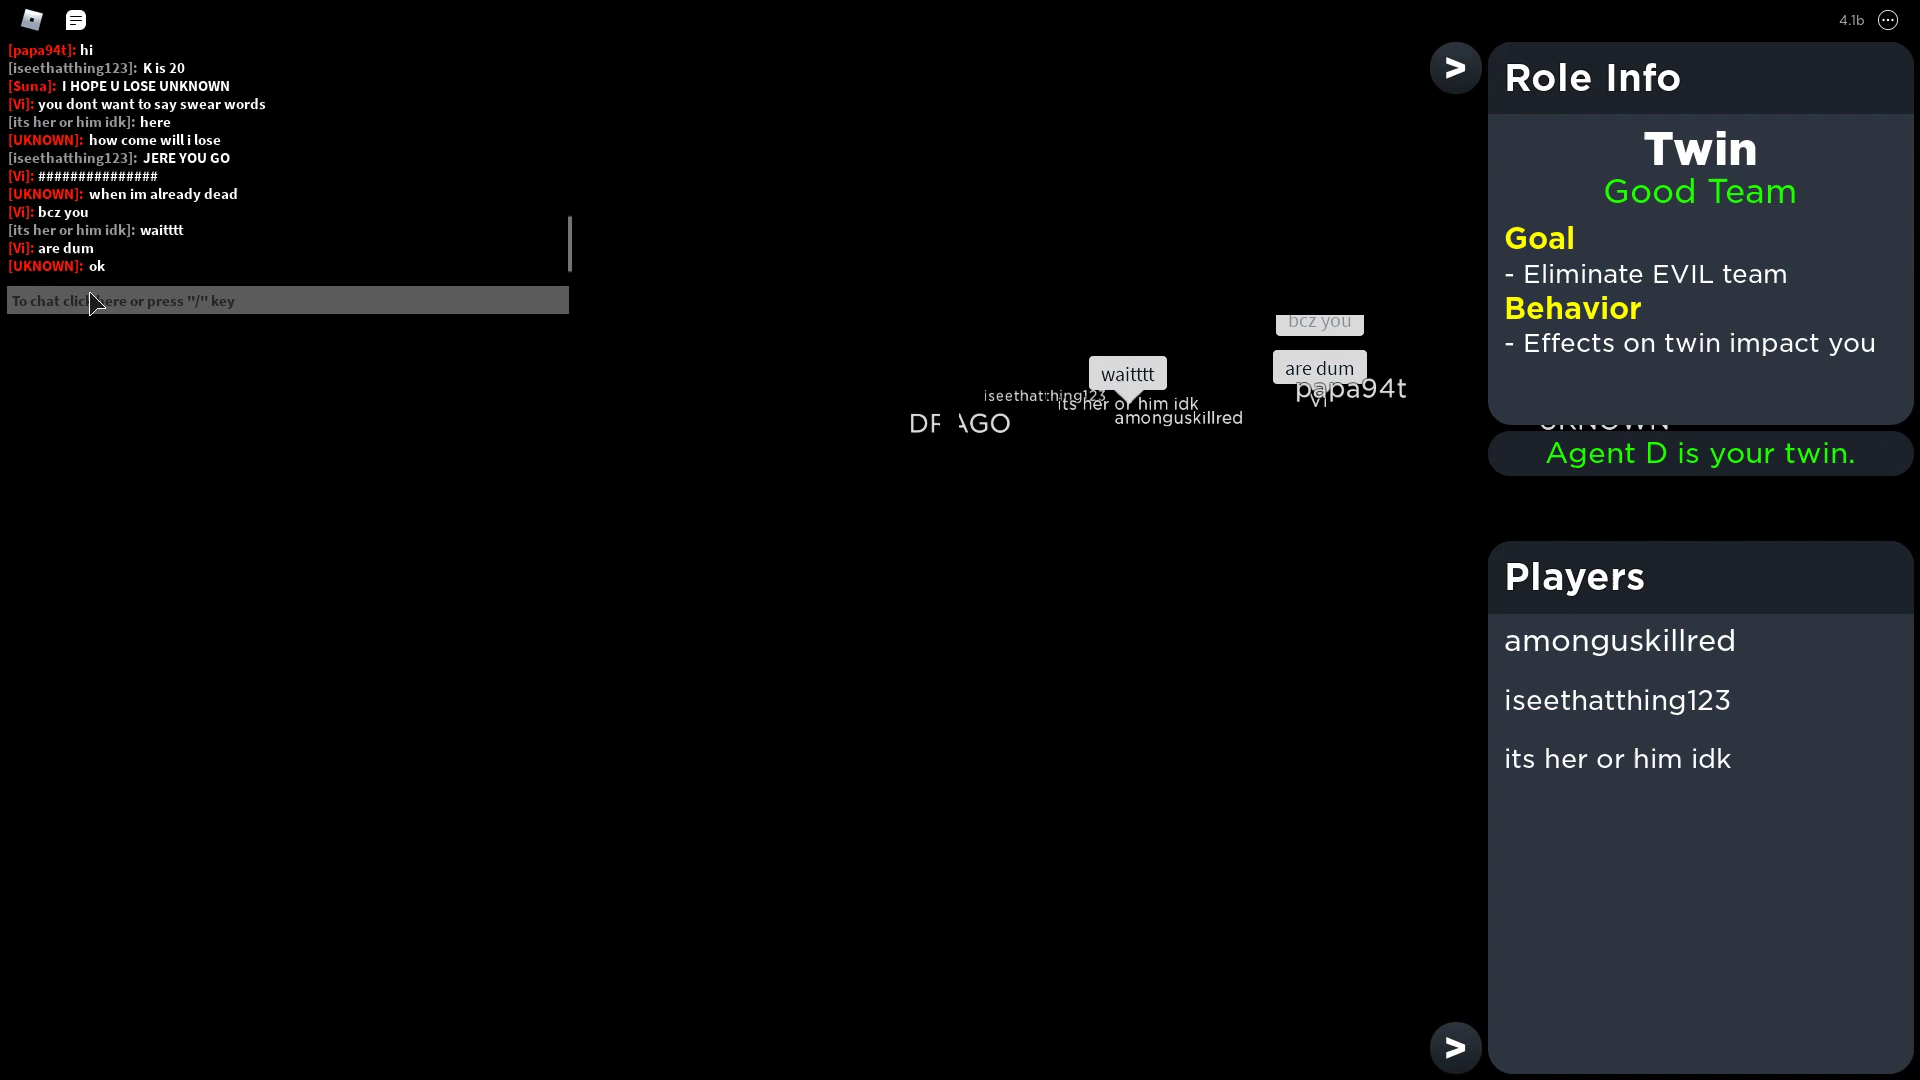 4.1b
[papa94t]: hi
[iseethatthing123]: K is 20
[Suna]: I HOPE U LOSE UNKNOWN
[Vi]: you dont want to say swear words
[its her or him idk]: here
[UKNOWN]: how come will i lose
[iseethatthing123]: JERE YOU GO
[Vi]: ###############
[UKNOWN]: when im already dead
[Vi]: bcz you
[its her or him idk]: waitttt
[Vi]: are dum
[UKNOWN]: ok
To chat click here or press "/" key
bcz you
are dum
waitttt
papa94t
Vi
iseethatthing123
its her or him idk
amonguskillred
DRAGO
>
Role Info
Twin
Good Team
Goal
- Eliminate EVIL team
Behavior
- Effects on twin impact you
UKNOWN
Agent D is your twin.
Players
amonguskillred
iseethatthing123
its her or him idk
>